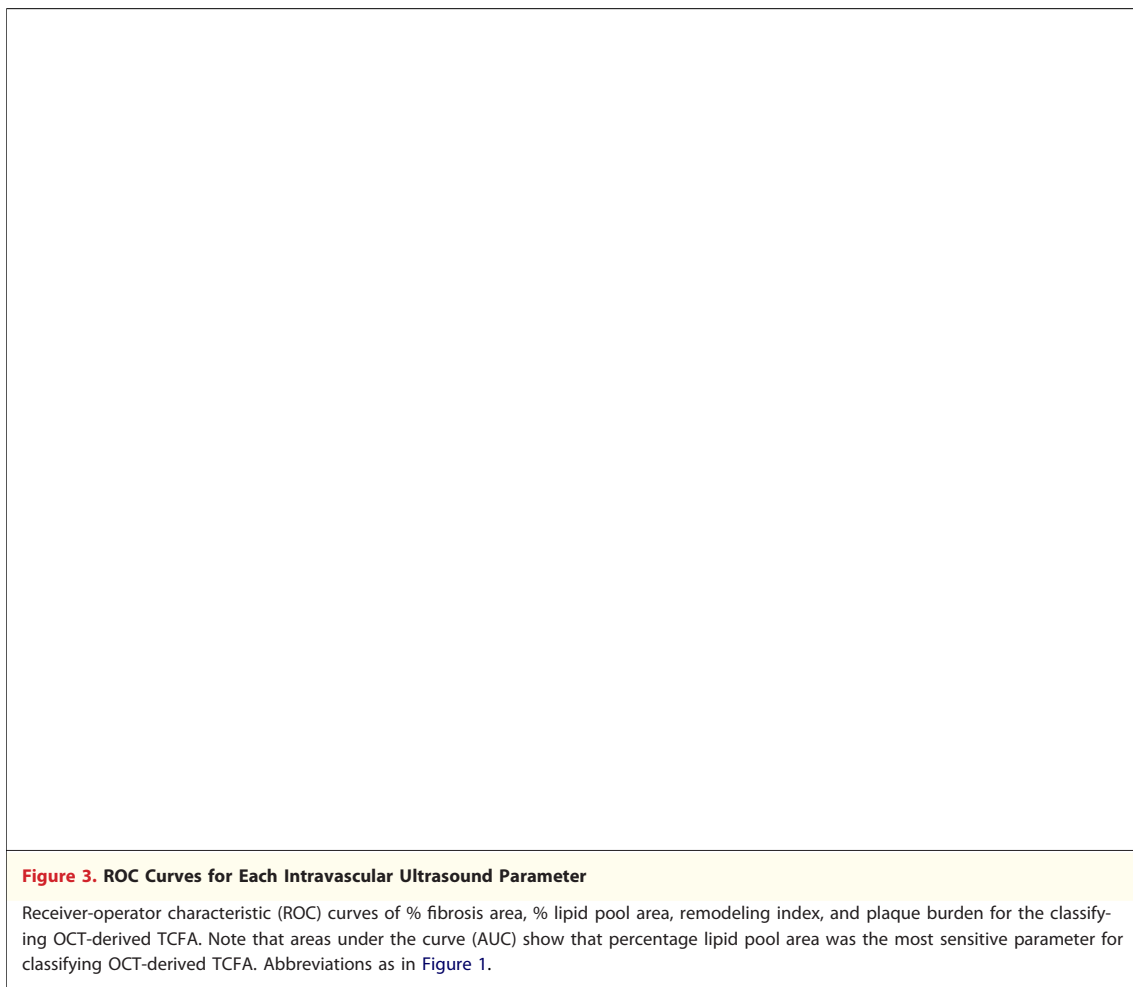 Figure 3. ROC Curves for Each Intravascular Ultrasound Parameter
Receiver-operator characteristic (ROC) curves of % fibrosis area, % lipid pool area, remodeling index, and plaque burden for the classify-
ing OCT-derived TCFA. Note that areas under the curve (AUC) show that percentage lipid pool area was the most sensitive parameter for
classifying OCT-derived TCFA. Abbreviations as in Figure 1.